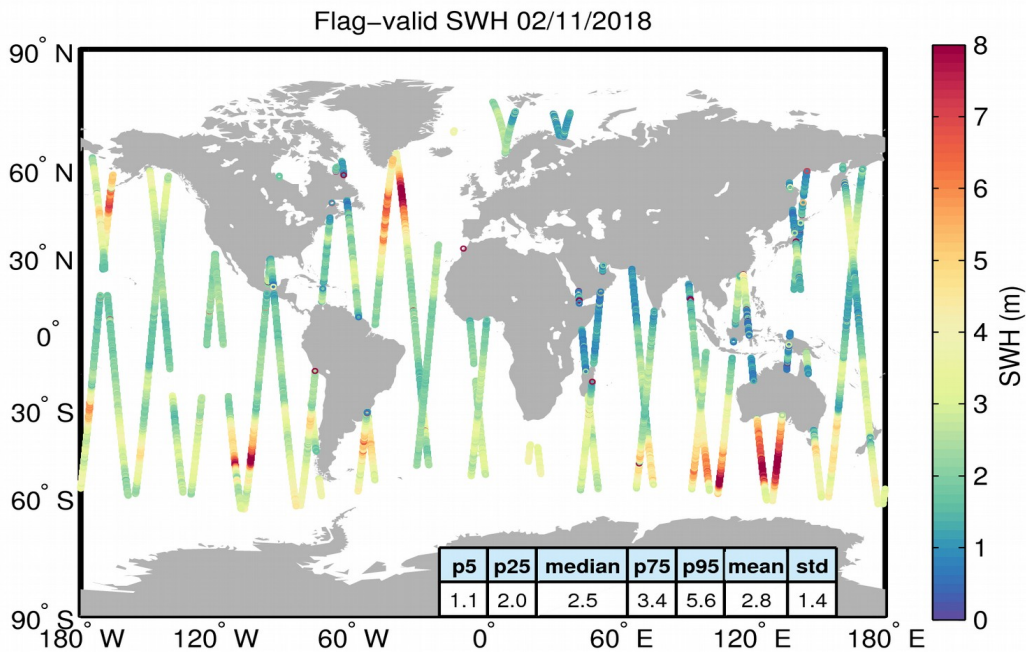 Flag−valid SWH 02/11/2018
90° N
60° N
30° N
0°
30° S
60° S
90° S
180° W
120° W
60° W
0°
60° E
120° E
180° E
p5 p25 median p75 p95 mean std
1.1 2.0 2.5 3.4 5.6 2.8 1.4
8
7
6
5
4
3
2
1
0
SWH (m)